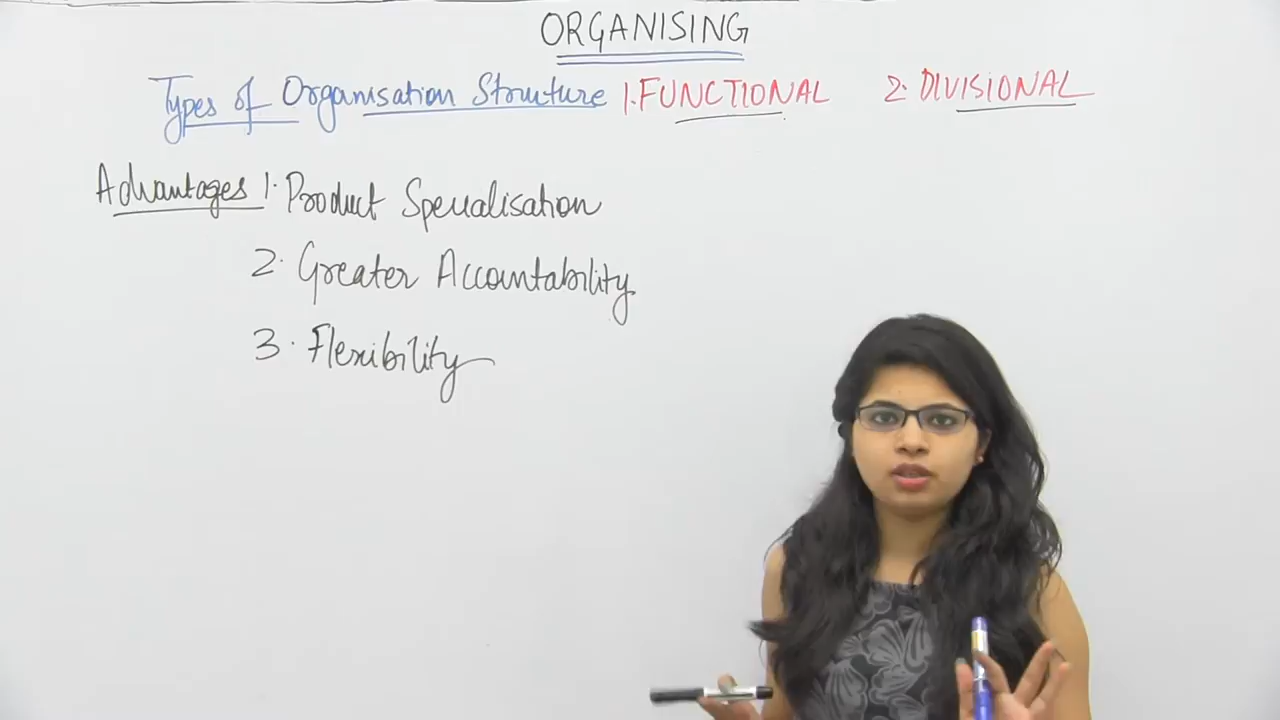 ORGANISING
Types of Organisation Structure 1. FUNCTIONAL 2. DIVISIONAL
Advantages 1. Product Specialisation
2. Greater Accountability
3. Flexibility